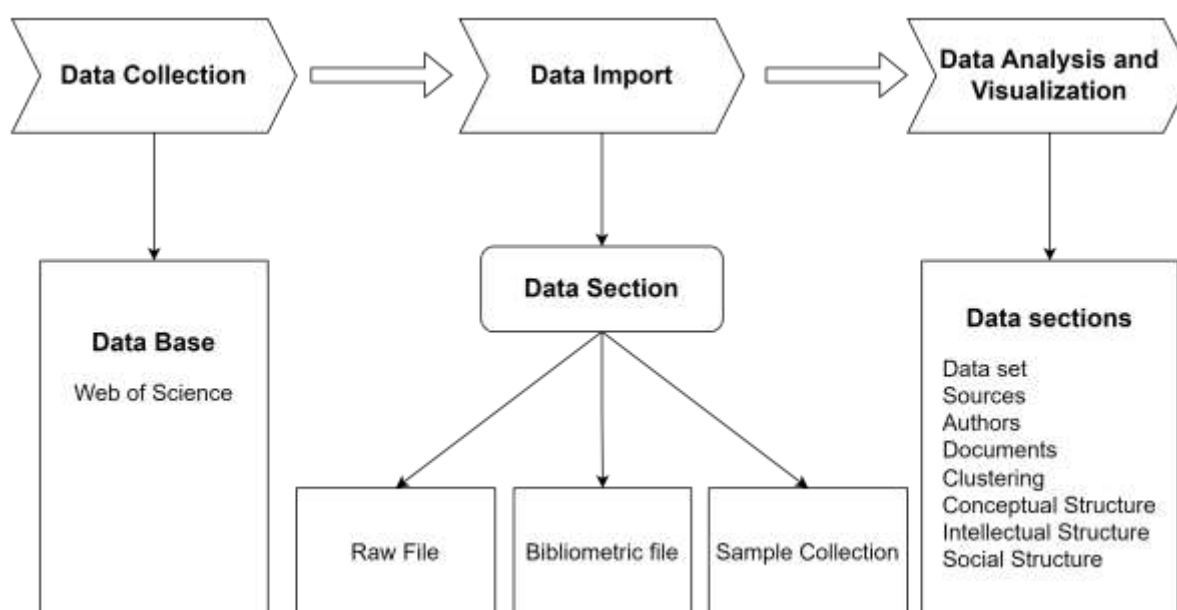 Data Collection
Data Import
Data Analysis and
Visualization
Data Base
Web of Science
Data Section
Raw File
Bibliometric file
Sample Collection
Data sections
Data set
Sources
Authors
Documents
Clustering
Conceptual Structure
Intellectual Structure
Social Structure